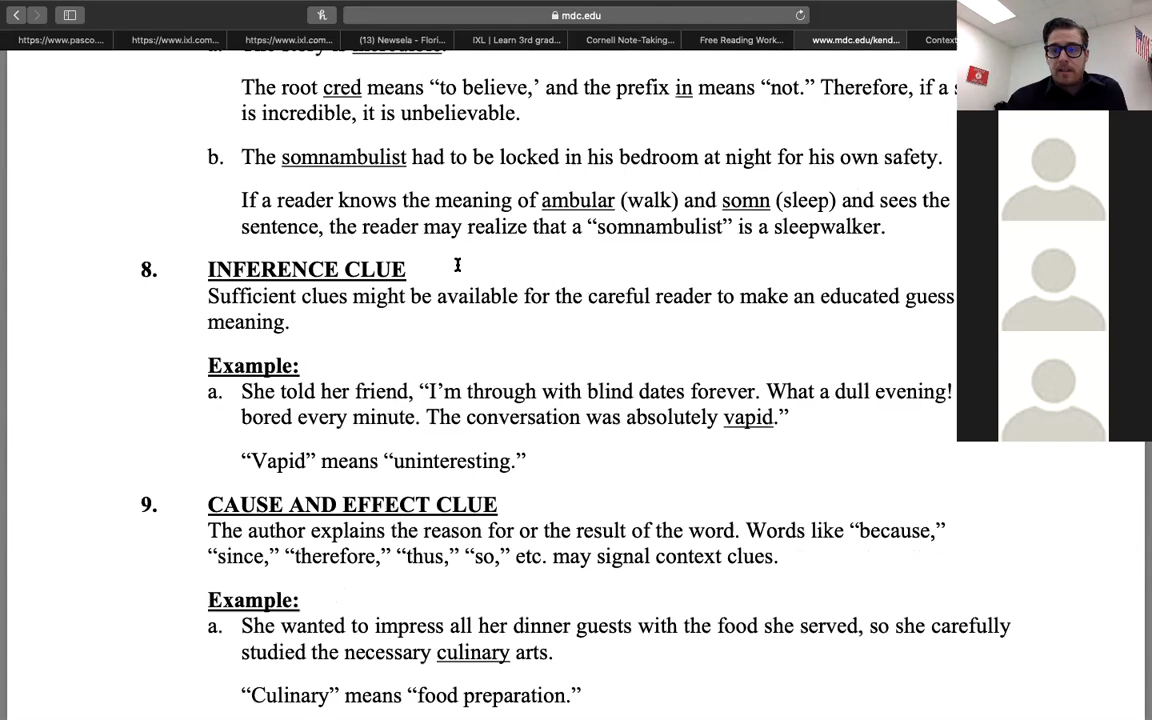 mdc.edu
https://www.pasco....
https://www.ixl.com...
https://www.ixl.com...
(13) Newsela - Flori...
IXL | Learn 3rd grad...
Cornell Note-Taking...
Free Reading Work...
www.mdc.edu/kend...
Context
The root cred means “to believe,’ and the prefix in means “not.” Therefore, if a
is incredible, it is unbelievable.
b. The somnambulist had to be locked in his bedroom at night for his own safety.
If a reader knows the meaning of ambular (walk) and somn (sleep) and sees the
sentence, the reader may realize that a “somnambulist” is a sleepwalker.
8. INFERENCE CLUE
Sufficient clues might be available for the careful reader to make an educated guess
meaning.
Example:
a. She told her friend, “I’m through with blind dates forever. What a dull evening!
bored every minute. The conversation was absolutely vapid.”
“Vapid” means “uninteresting.”
9. CAUSE AND EFFECT CLUE
The author explains the reason for or the result of the word. Words like “because,”
“since,” “therefore,” “thus,” “so,” etc. may signal context clues.
Example:
a. She wanted to impress all her dinner guests with the food she served, so she carefully
studied the necessary culinary arts.
“Culinary” means “food preparation.”